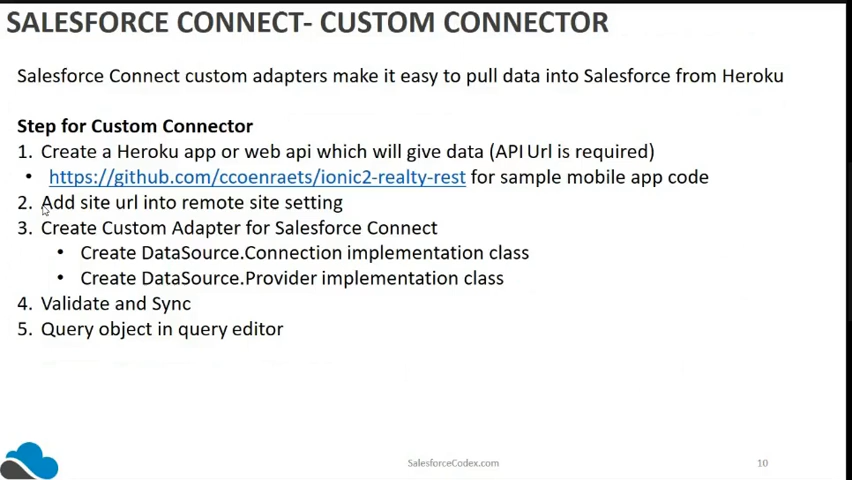 SALESFORCE CONNECT- CUSTOM CONNECTOR
Salesforce Connect custom adapters make it easy to pull data into Salesforce from Heroku
Step for Custom Connector
1. Create a Heroku app or web api which will give data (API Url is required)
• https://github.com/ccoenraets/ionic2-realty-rest for sample mobile app code
2. Add site url into remote site setting
3. Create Custom Adapter for Salesforce Connect
• Create DataSource.Connection implementation class
• Create DataSource.Provider implementation class
4. Validate and Sync
5. Query object in query editor
SalesforceCodex.com
10